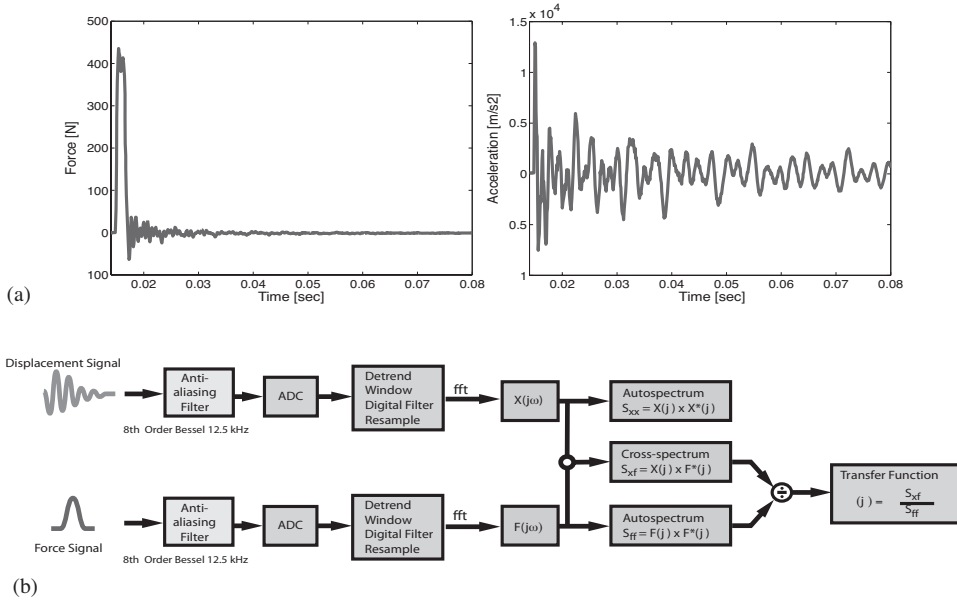 500
400
300
200
100
0
100
Force [N]
0.02 0.03 0.04 0.05 0.06 0.07 0.08
Time [sec]
1.5 x 10^4
1
0.5
0
0.5
1
Acceleration [m/s2]
0.02 0.03 0.04 0.05 0.06 0.07 0.08
Time [sec]
(a)
Displacement Signal
Anti-
aliasing
Filter
8th Order Bessel 12.5 kHz
ADC
Detrend
Window
Digital Filter
Resample
fft
X(jω)
Autospectrum
Sxx = X(j ) x X*(j )
Cross-spectrum
Sxf = X(j ) x F*(j )
Transfer Function
(j ) = Sxf
Sff
÷
Force Signal
Anti-
aliasing
Filter
8th Order Bessel 12.5 kHz
ADC
Detrend
Window
Digital Filter
Resample
fft
F(jω)
Autospectrum
Sff = F(j ) x F*(j )
(b)